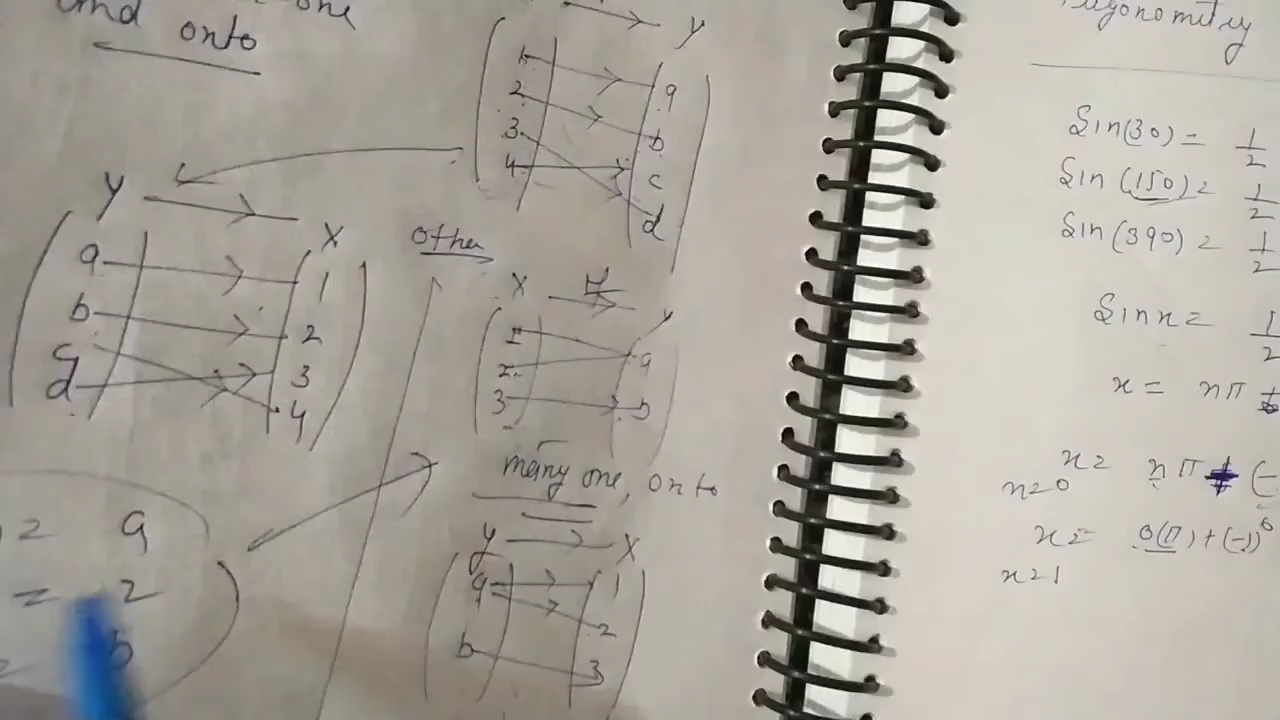 and onto
one
y
1 a
2 b
3 c
4 d
y x
a 1
b 2
c 3
d 4
other
x y
1 a
2 b
3
many one, onto
y x
a 1
2
b 3
= a
= 2
b
Trigonometry
Sin(30) = 1/2
Sin(150) = 1/2
Sin(390) = 1/2
Sin x = 1/2
x = nπ ±
x = nπ + (-
n=0
x = 0(π) + (-1)⁰
n=1